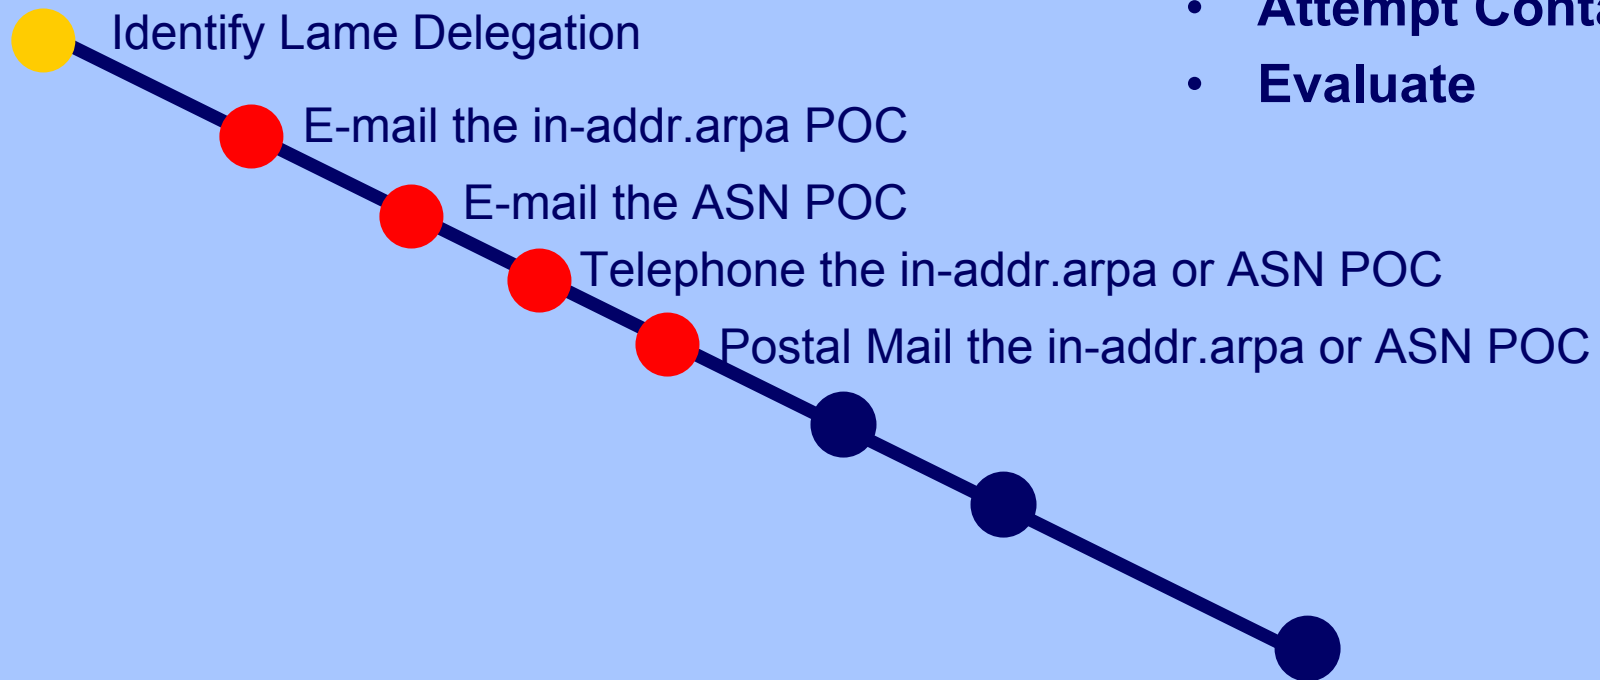 Identify Lame Delegation
E-mail the in-addr.arpa POC
E-mail the ASN POC
Telephone the in-addr.arpa or ASN POC
Postal Mail the in-addr.arpa or ASN POC
• Attempt
• Evaluate